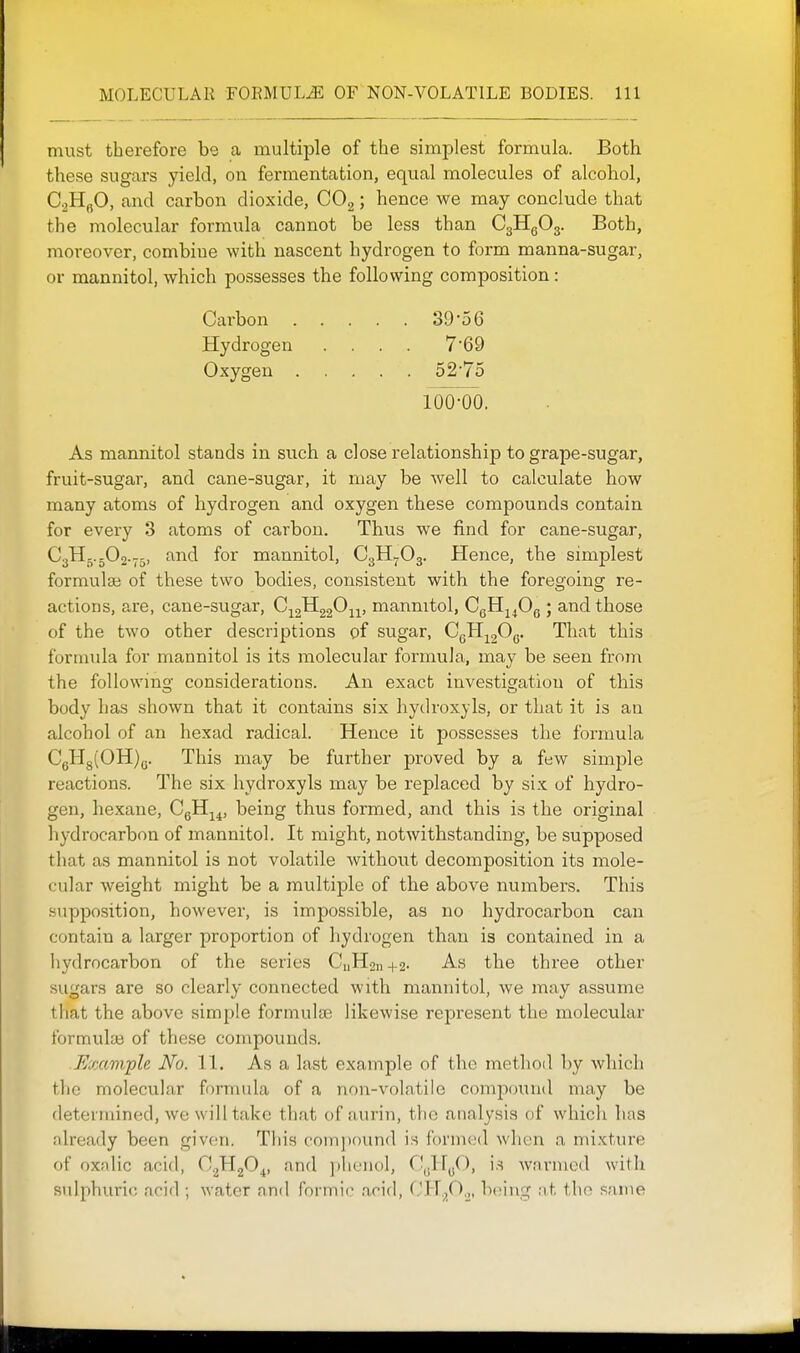 MOLECULAR FORMULÆ OF NON-VOLATILE BODIES. 111
must therefore be a multiple of the simplest formula. Both
these sugars yield, on fermentation, equal molecules of alcohol,
C₂H₆O, and carbon dioxide, CO₂; hence we may conclude that
the molecular formula cannot be less than C₃H₆O₃. Both,
moreover, combine with nascent hydrogen to form manna-sugar,
or mannitol, which possesses the following composition:
Carbon . . . . . 39·56
Hydrogen . . . . 7·69
Oxygen . . . . . 52·75
100·00.
As mannitol stands in such a close relationship to grape-sugar,
fruit-sugar, and cane-sugar, it may be well to calculate how
many atoms of hydrogen and oxygen these compounds contain
for every 3 atoms of carbon. Thus we find for cane-sugar,
C₃H₅.₅O₂.₇₅, and for mannitol, C₃H₇O₃. Hence, the simplest
formulæ of these two bodies, consistent with the foregoing re-
actions, are, cane-sugar, C₁₂H₂₂O₁₁, mannitol, C₆H₁₄O₆; and those
of the two other descriptions of sugar, C₆H₁₂O₆. That this
formula for mannitol is its molecular formula, may be seen from
the following considerations. An exact investigation of this
body has shown that it contains six hydroxyls, or that it is an
alcohol of an hexad radical. Hence it possesses the formula
C₆H₈(OH)₆. This may be further proved by a few simple
reactions. The six hydroxyls may be replaced by six of hydro-
gen, hexane, C₆H₁₄, being thus formed, and this is the original
hydrocarbon of mannitol. It might, notwithstanding, be supposed
that as mannitol is not volatile without decomposition its mole-
cular weight might be a multiple of the above numbers. This
supposition, however, is impossible, as no hydrocarbon can
contain a larger proportion of hydrogen than is contained in a
hydrocarbon of the series CₙH₂ₙ₊₂. As the three other
sugars are so clearly connected with mannitol, we may assume
that the above simple formulæ likewise represent the molecular
formulæ of these compounds.
Example No. 11. As a last example of the method by which
the molecular formula of a non-volatile compound may be
determined, we will take that of aurin, the analysis of which has
already been given. This compound is formed when a mixture
of oxalic acid, C₂H₂O₄, and phenol, C₆H₆O, is warmed with
sulphuric acid; water and formic acid, CH₂O₂, being at the same